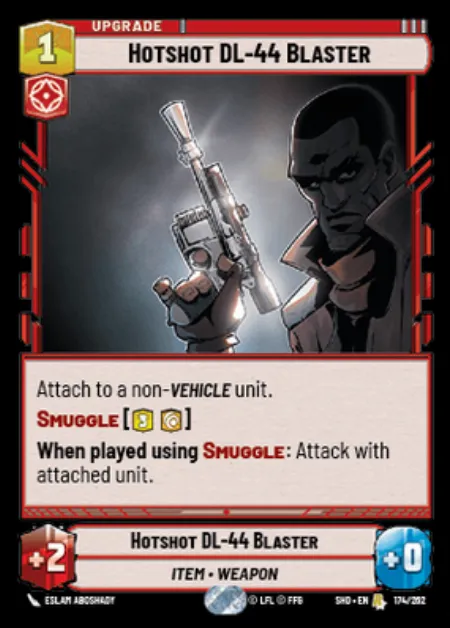 UPGRADE
1
HOTSHOT DL-44 BLASTER
Attach to a non-VEHICLE unit.
SMUGGLE [3]
When played using SMUGGLE: Attack with
attached unit.
+2
HOTSHOT DL-44 BLASTER
+0
ITEM • WEAPON
ESLAM ABOSHADY
© LFL © FFG
SHD • EN
174/262